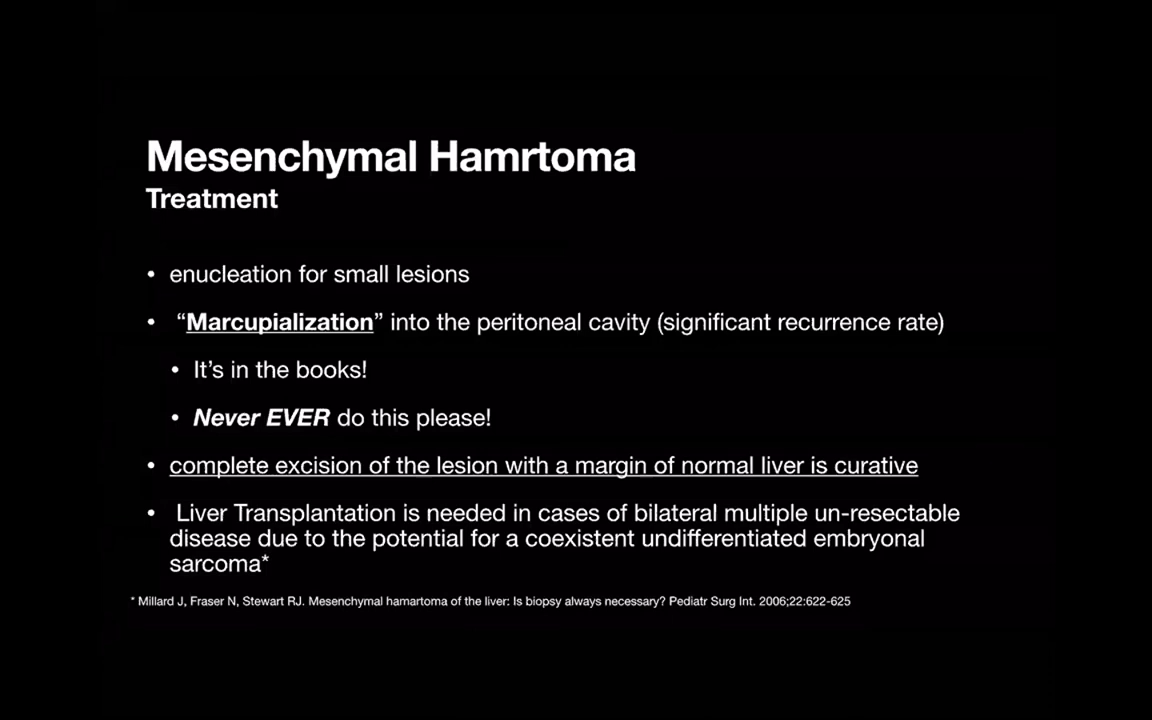 Mesenchymal Hamrtoma
Treatment
• enucleation for small lesions
• “Marcupialization” into the peritoneal cavity (significant recurrence rate)
• It’s in the books!
• Never EVER do this please!
• complete excision of the lesion with a margin of normal liver is curative
• Liver Transplantation is needed in cases of bilateral multiple un-resectable
disease due to the potential for a coexistent undifferentiated embryonal
sarcoma*
* Millard J, Fraser N, Stewart RJ. Mesenchymal hamartoma of the liver: Is biopsy always necessary? Pediatr Surg Int. 2006;22:622-625